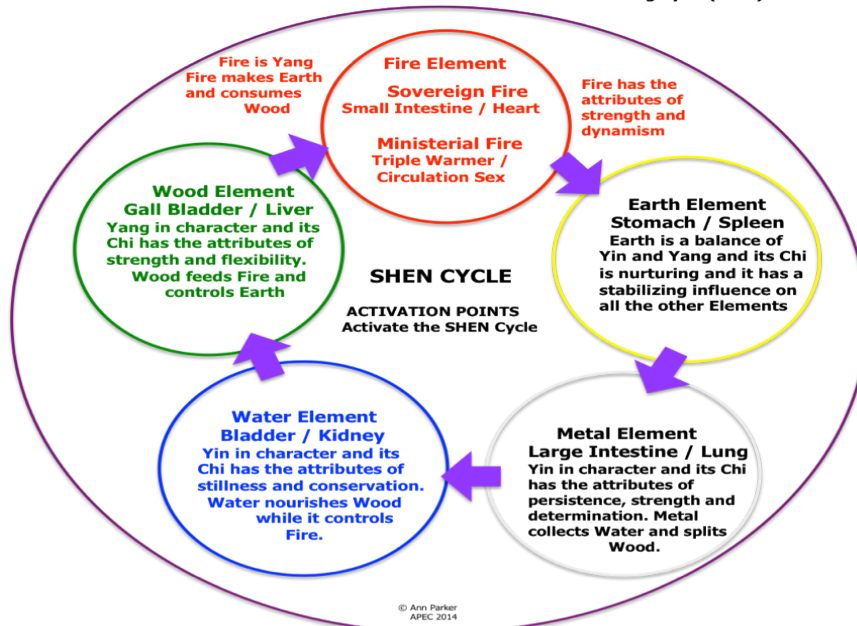 Fire is Yang
Fire makes Earth
and consumes
Wood
Fire Element
Sovereign Fire
Small Intestine / Heart
Ministerial Fire
Triple Warmer /
Circulation Sex
Fire has the
attributes of
strength and
dynamism
Wood Element
Gall Bladder / Liver
Yang in character and its
Chi has the attributes of
strength and flexibility.
Wood feeds Fire and
controls Earth
Earth Element
Stomach / Spleen
Earth is a balance of
Yin and Yang and its Chi
is nurturing and it has a
stabilizing influence on
all the other Elements
SHEN CYCLE
ACTIVATION POINTS
Activate the SHEN Cycle
Water Element
Bladder / Kidney
Yin in character and its
Chi has the attributes of
stillness and conservation.
Water nourishes Wood
while it controls
Fire.
Metal Element
Large Intestine / Lung
Yin in character and its Chi
has the attributes of
persistence, strength and
determination. Metal
collects Water and splits
Wood.
© Ann Parker
APEC 2014